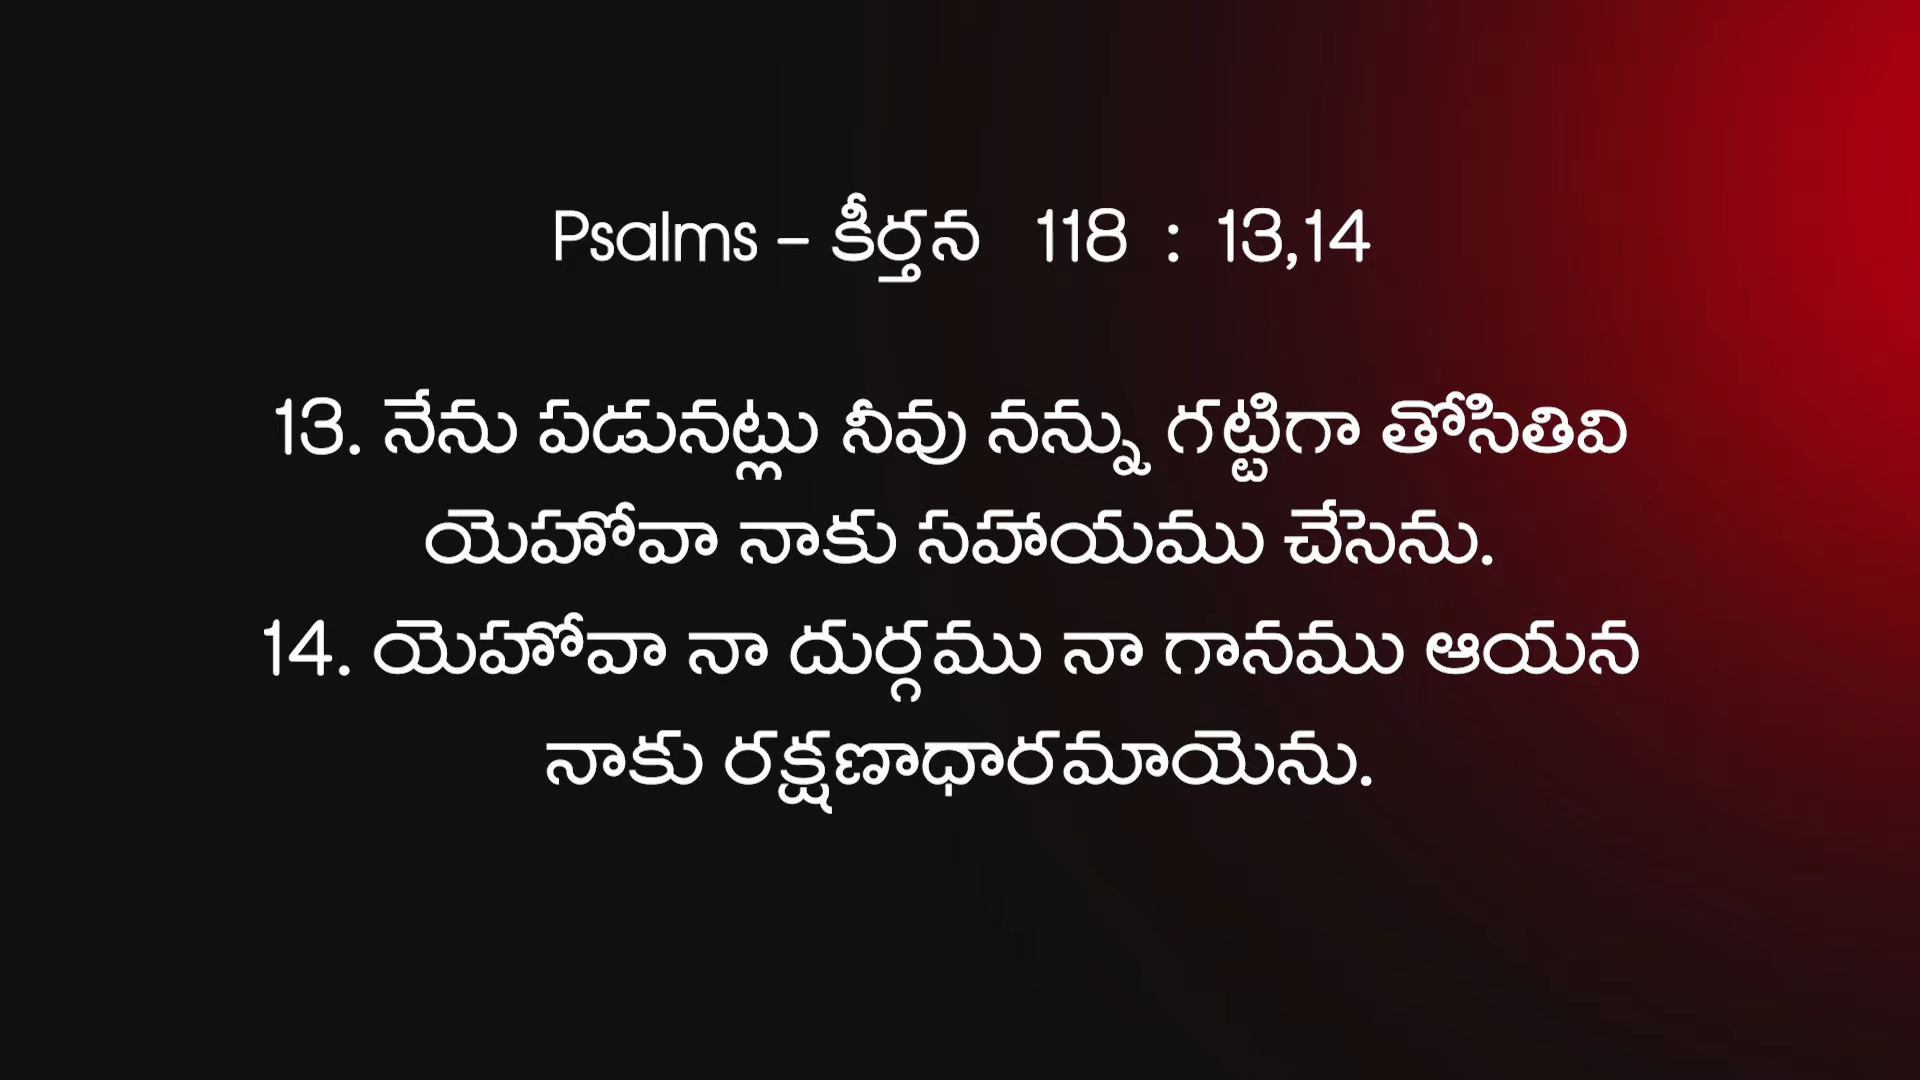 Psalms – కీర్తన 118 : 13,14
13. నేను పడునట్లు నీవు నన్ను గట్టిగా తోసితివి
యెహోవా నాకు సహాయము చేసెను.
14. యెహోవా నా దుర్గము నా గానము ఆయన
నాకు రక్షణాధారమాయెను.